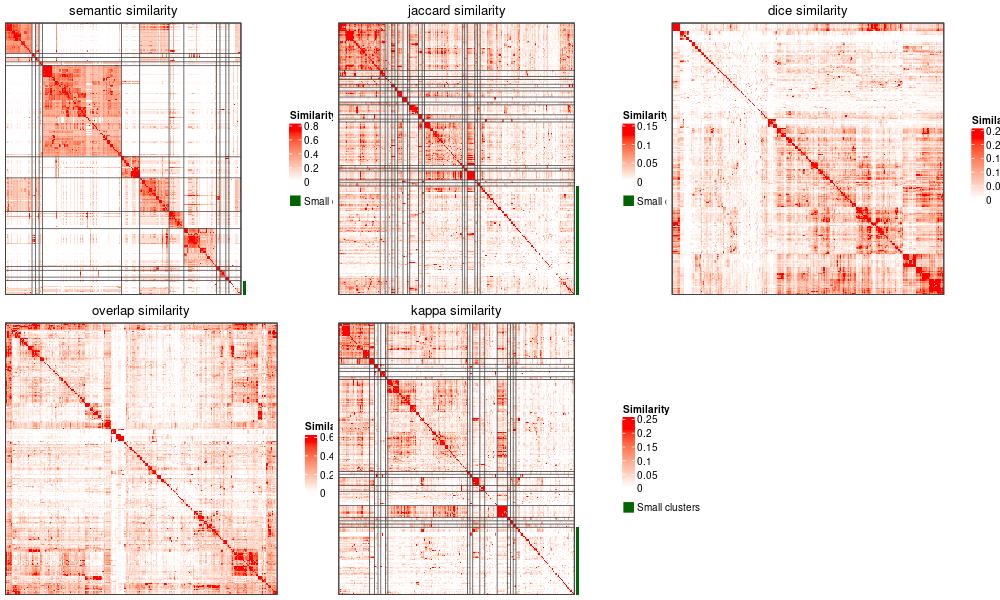 semantic similarity
Similarity
0.8
0.6
0.4
0.2
0
Small
jaccard similarity
Similarity
0.15
0.1
0.05
0
Small
dice similarity
Simila
0.2
0.2
0.1
0.1
0.0
0
overlap similarity
Simila
0.6
0.4
0.2
0
kappa similarity
Similarity
0.25
0.2
0.15
0.1
0.05
0
Small clusters